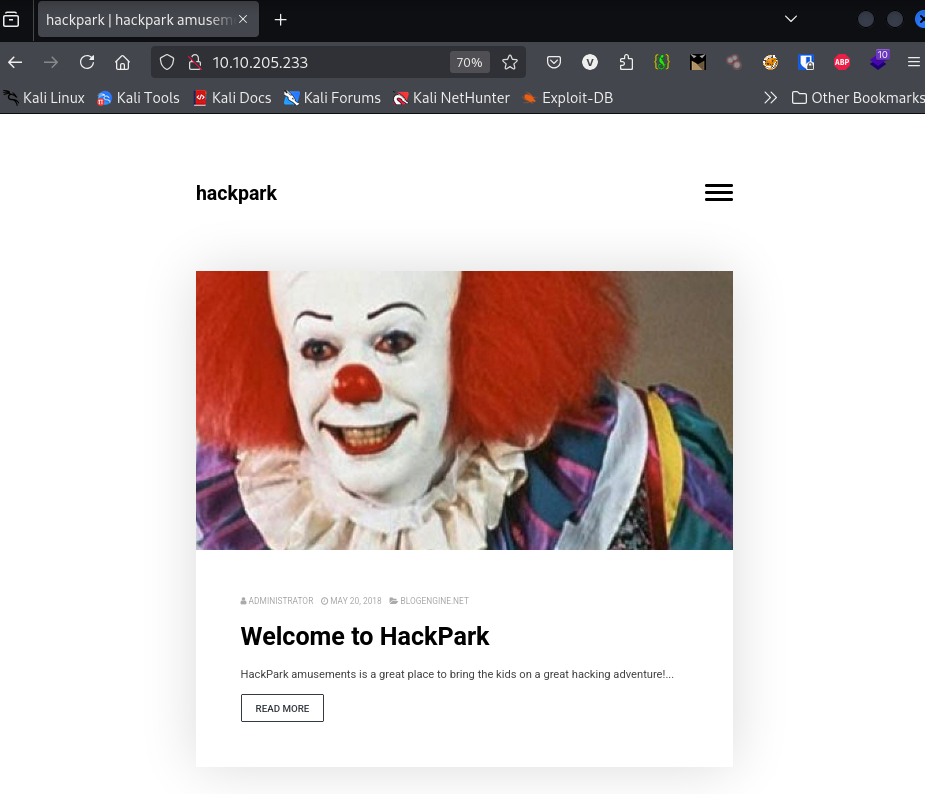 hackpark | hackpark amusem
10.10.205.233
70%
10
ABP
Kali Linux
Kali Tools
Kali Docs
Kali Forums
Kali NetHunter
Exploit-DB
Other Bookmarks
hackpark
ADMINISTRATOR MAY 20, 2018 BLOGENGINE.NET
Welcome to HackPark
HackPark amusements is a great place to bring the kids on a great hacking adventure!...
READ MORE